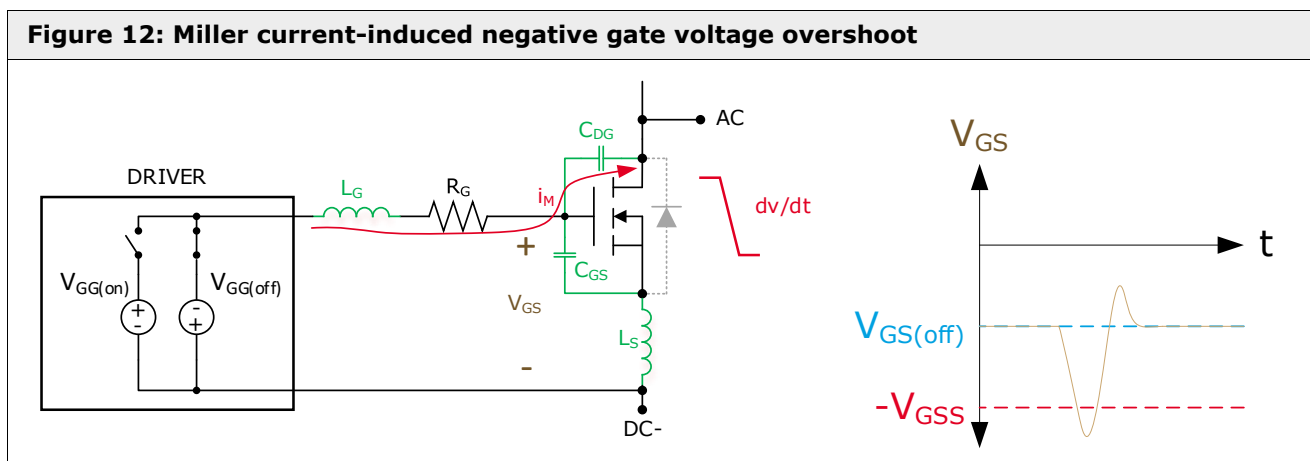 Figure 12: Miller current-induced negative gate voltage overshoot
AC
C_DG
DRIVER
L_G
R_G
i_M
dv/dt
+
C_GS
V_GG(on)
+
-
V_GG(off)
-
+
V_GS
L_S
-
DC-
V_GS
t
V_GS(off)
-V_GSS